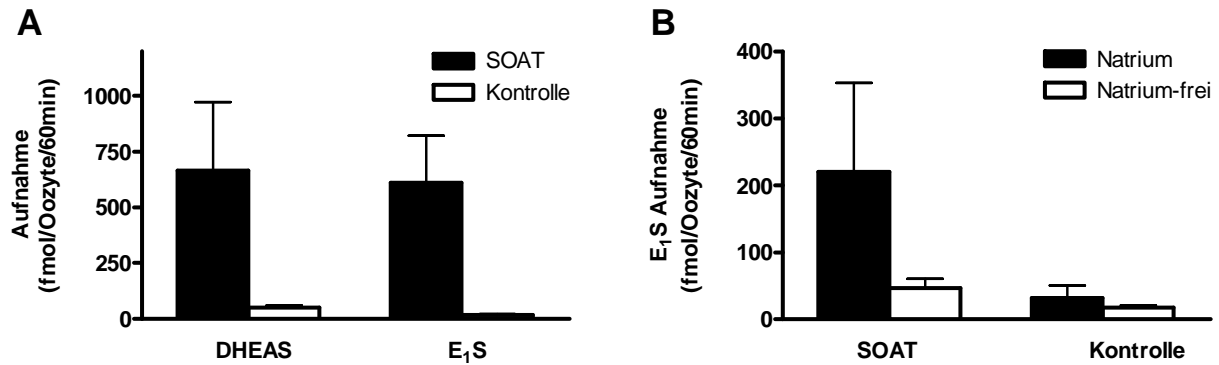 A
Aufnahme
(fmol/Oozyte/60min)
1000
750
500
250
0
SOAT
Kontrolle
DHEAS
E₁S
B
E₁S Aufnahme
(fmol/Oozyte/60min)
400
300
200
100
0
Natrium
Natrium-frei
SOAT
Kontrolle